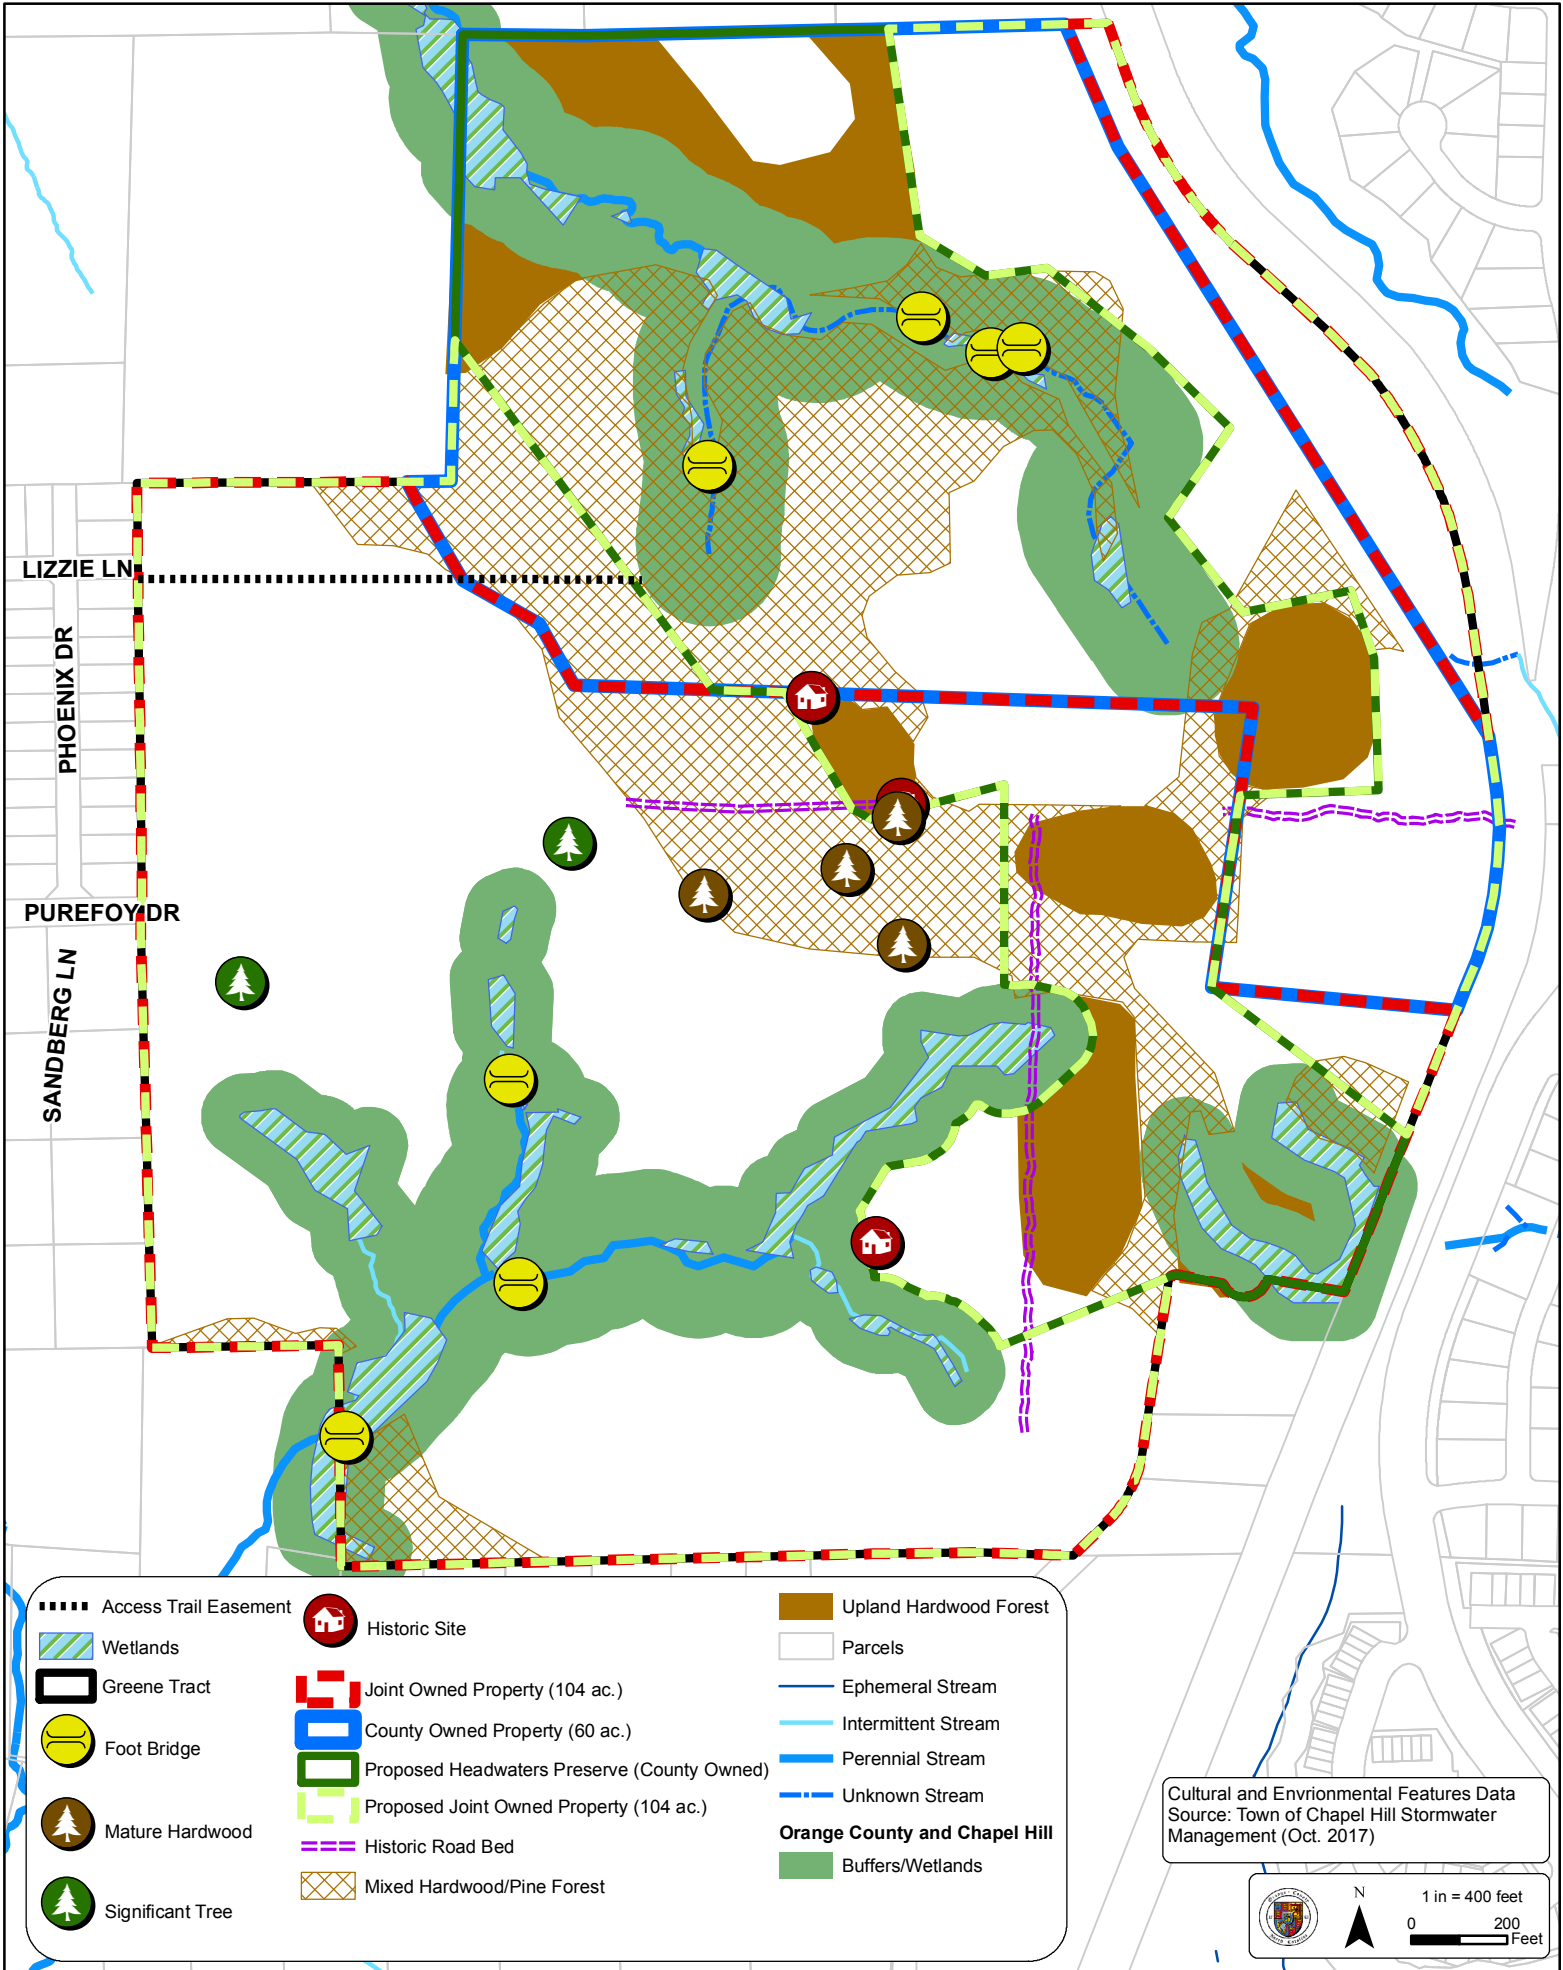 LIZZIE LN
PHOENIX DR
PUREFOY DR
SANDBERG LN
Access Trail Easement
Wetlands
Greene Tract
Foot Bridge
Mature Hardwood
Significant Tree
Historic Site
Joint Owned Property (104 ac.)
County Owned Property (60 ac.)
Proposed Headwaters Preserve (County Owned)
Proposed Joint Owned Property (104 ac.)
Historic Road Bed
Mixed Hardwood/Pine Forest
Upland Hardwood Forest
Parcels
Ephemeral Stream
Intermittent Stream
Perennial Stream
Unknown Stream
Orange County and Chapel Hill
Buffers/Wetlands
Cultural and Envrionmental Features Data
Source: Town of Chapel Hill Stormwater
Management (Oct. 2017)
N
1 in = 400 feet
0 200
Feet